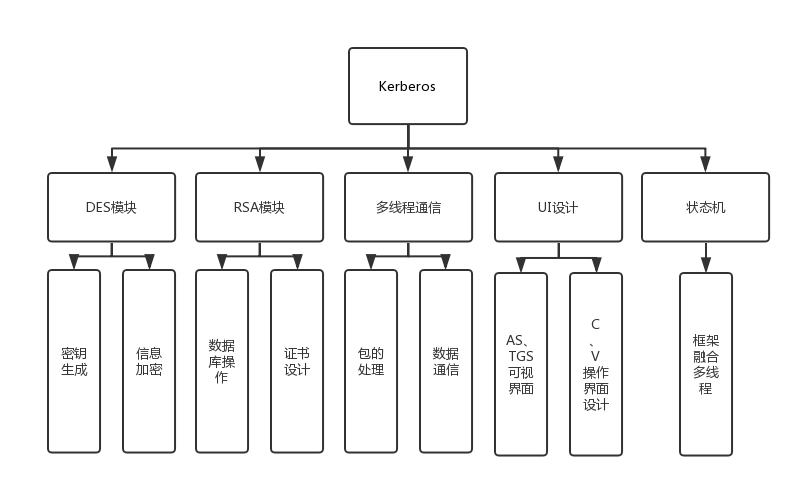 Kerberos
DES模块
RSA模块
多线程通信
UI设计
状态机
密钥
生成
信息
加密
数据
库操
作
证书
设计
包的
处理
数据
通信
AS、
TGS
可视
界面
C
、
V
操作
界面
设计
框架
融合
多线
程